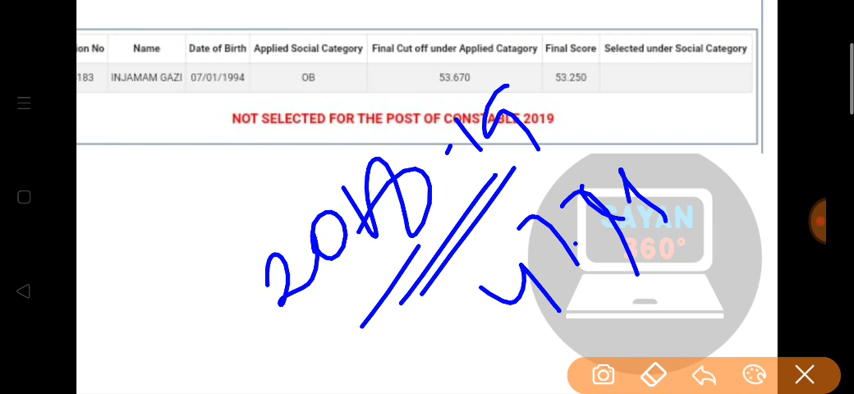 ion No Name Date of Birth Applied Social Category Final Cut off under Applied Catagory Final Score Selected under Social Category
183 INJAMAM GAZI 07/01/1994 OB 53.670 53.250
NOT SELECTED FOR THE POST OF CONSTABLE 2019
SAYAN
360°